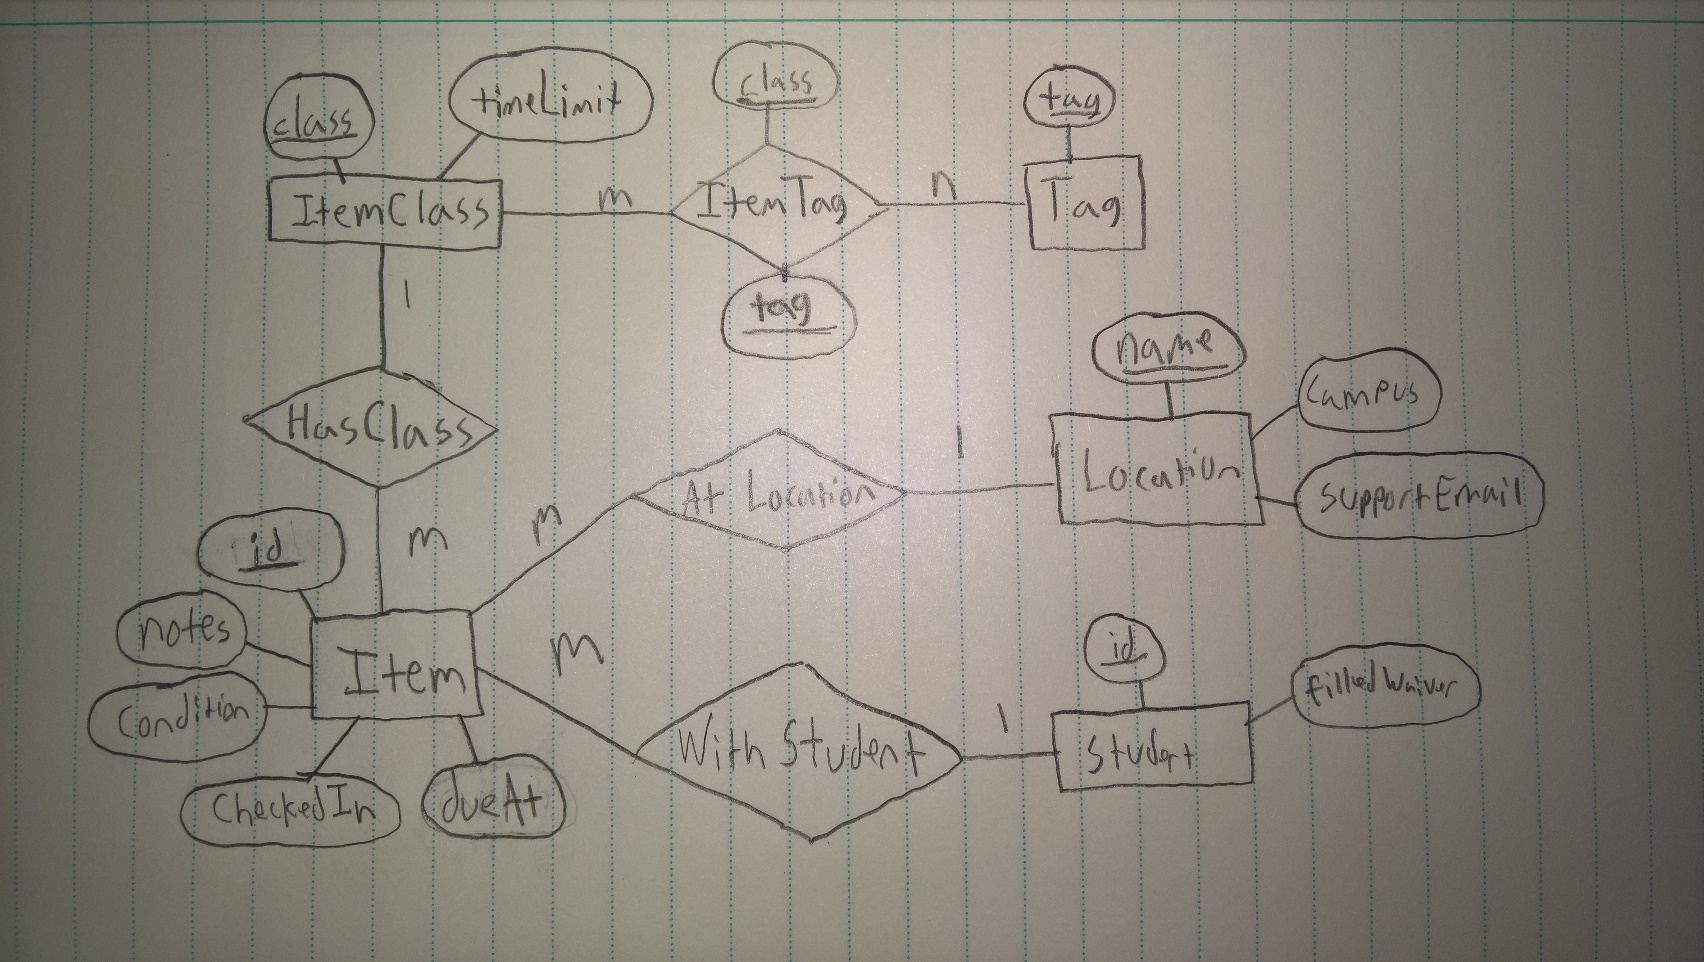 class
timeLimit
class
tag
ItemClass
m
ItemTag
n
Tag
tag
1
name
Campus
HasClass
1
Location
At Location
supportEmail
m
m
id
notes
m
id
Item
filledWaiver
Condition
With Student
1
Student
CheckedIn
dueAt